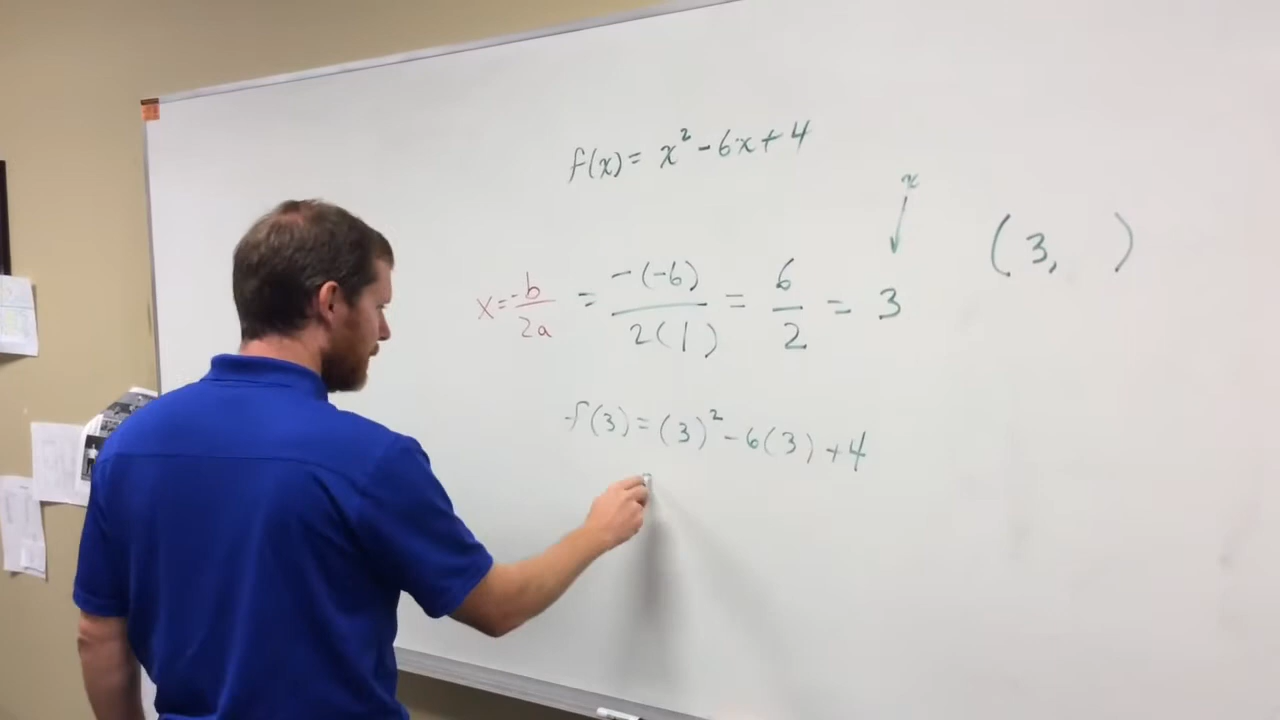 f(x) = x² - 6x + 4
x
x = -b/2a = -(-6)/2(1) = 6/2 = 3
(3, )
f(3) = (3)² - 6(3) + 4